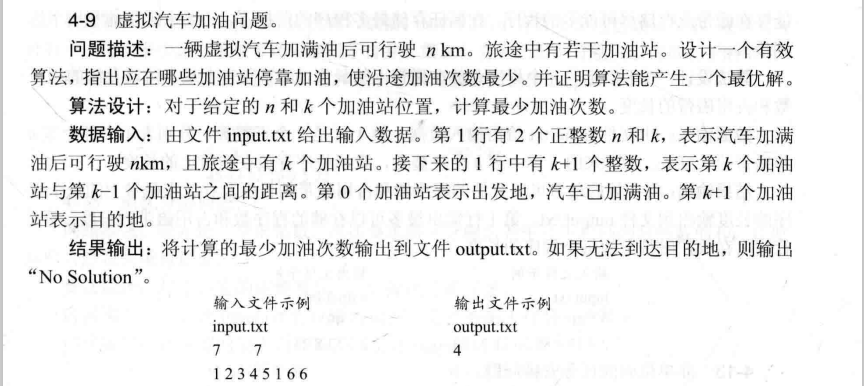 4-9 虚拟汽车加油问题。
问题描述：一辆虚拟汽车加满油后可行驶 n km。旅途中有若干加油站。设计一个有效
算法，指出应在哪些加油站停靠加油，使沿途加油次数最少。并证明算法能产生一个最优解。
算法设计：对于给定的 n 和 k 个加油站位置，计算最少加油次数。
数据输入：由文件 input.txt 给出输入数据。第 1 行有 2 个正整数 n 和 k，表示汽车加满
油后可行驶 nkm，且旅途中有 k 个加油站。接下来的 1 行中有 k+1 个整数，表示第 k 个加油
站与第 k−1 个加油站之间的距离。第 0 个加油站表示出发地，汽车已加满油。第 k+1 个加油
站表示目的地。
结果输出：将计算的最少加油次数输出到文件 output.txt。如果无法到达目的地，则输出
“No Solution”。
输入文件示例 输出文件示例
input.txt output.txt
7 7 4
1 2 3 4 5 1 6 6